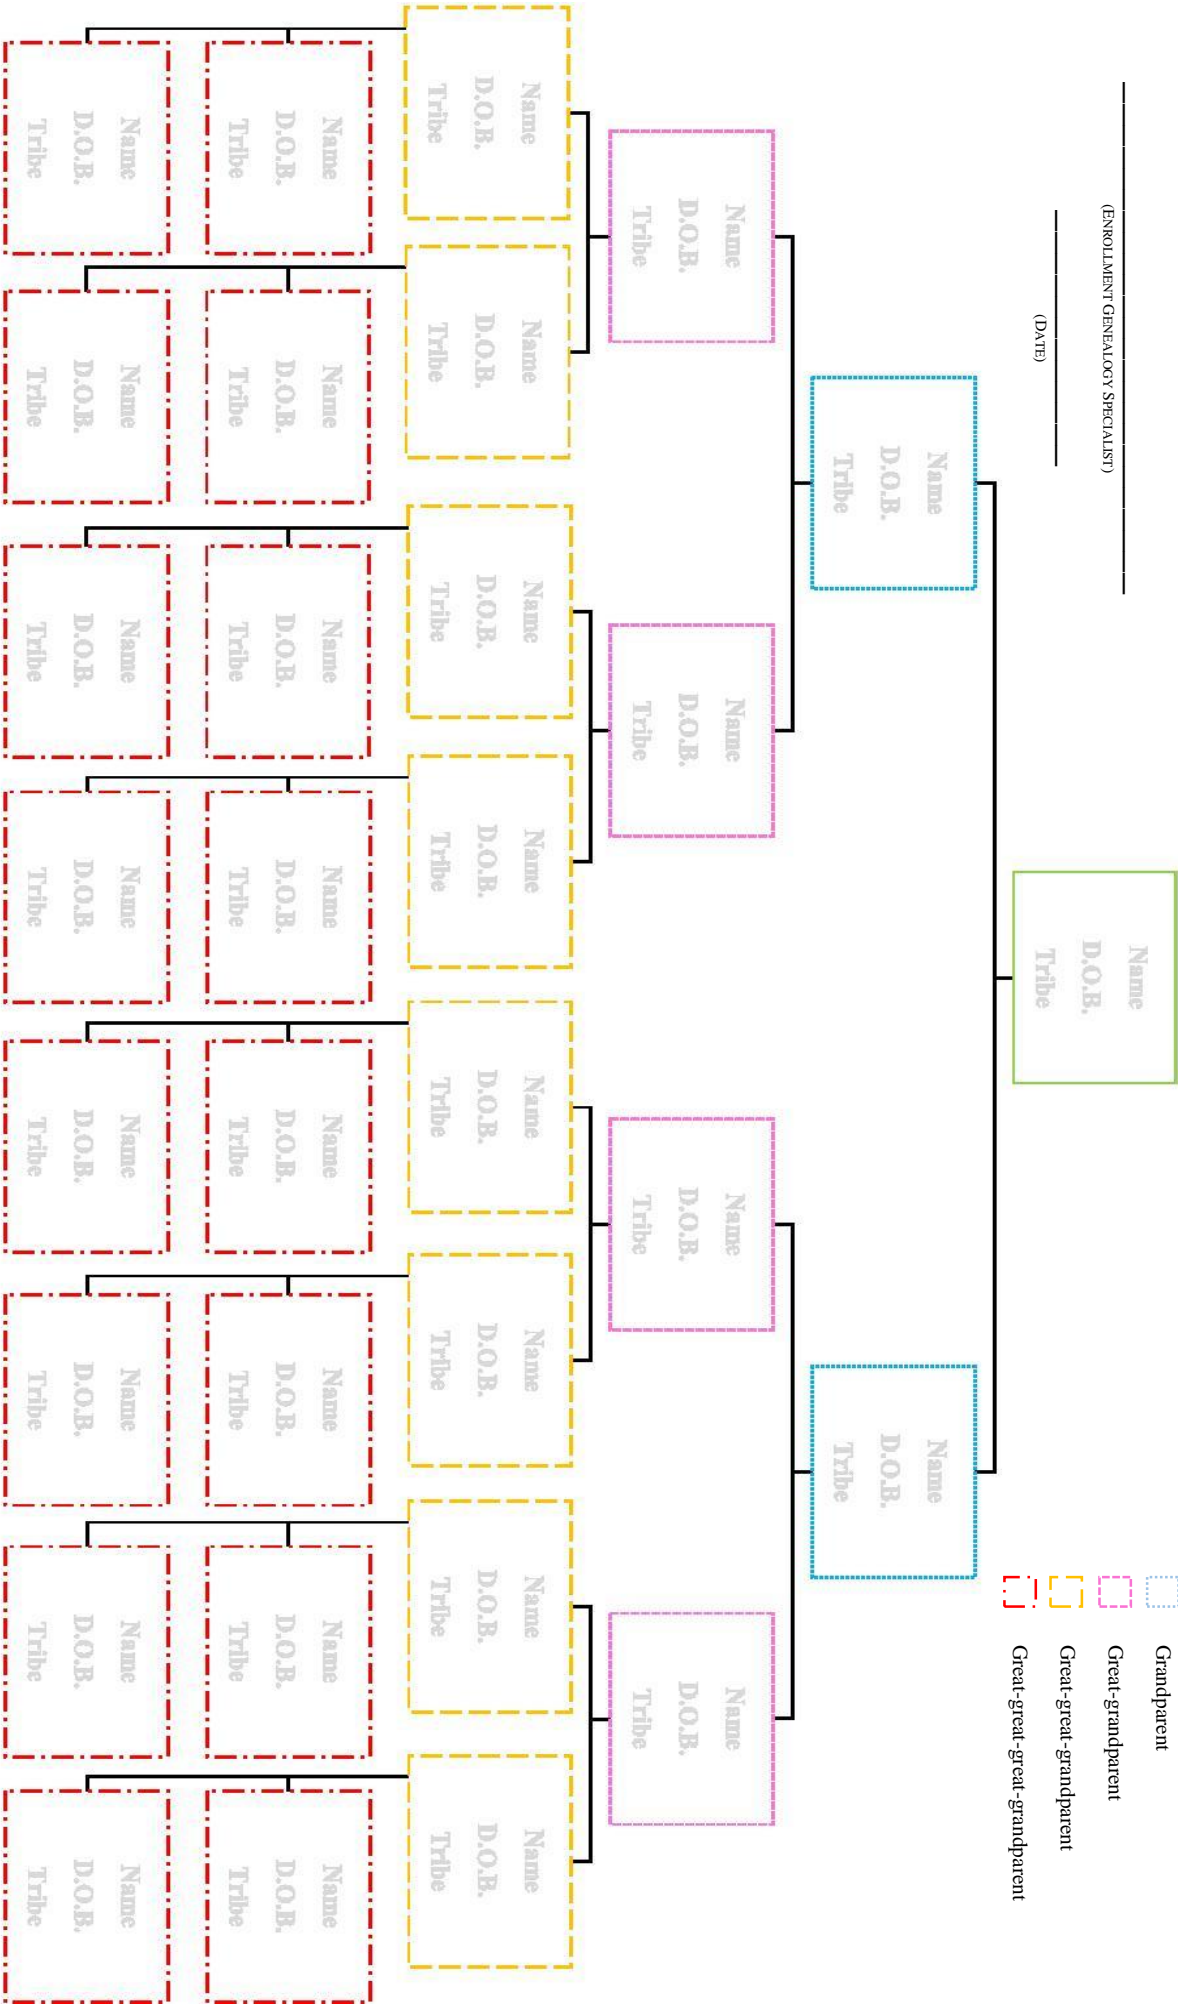 (ENROLLMENT GENEALOGY SPECIALIST)
(DATE)
Name
D.O.B.
Tribe
Grandparent
Great-grandparent
Great-great-grandparent
Great-great-great-grandparent
Name
D.O.B.
Tribe
Name
D.O.B.
Tribe
Name
D.O.B.
Tribe
Name
D.O.B.
Tribe
Name
D.O.B.
Tribe
Name
D.O.B.
Tribe
Name
D.O.B.
Tribe
Name
D.O.B.
Tribe
Name
D.O.B.
Tribe
Name
D.O.B.
Tribe
Name
D.O.B.
Tribe
Name
D.O.B.
Tribe
Name
D.O.B.
Tribe
Name
D.O.B.
Tribe
Name
D.O.B.
Tribe
Name
D.O.B.
Tribe
Name
D.O.B.
Tribe
Name
D.O.B.
Tribe
Name
D.O.B.
Tribe
Name
D.O.B.
Tribe
Name
D.O.B.
Tribe
Name
D.O.B.
Tribe
Name
D.O.B.
Tribe
Name
D.O.B.
Tribe
Name
D.O.B.
Tribe
Name
D.O.B.
Tribe
Name
D.O.B.
Tribe
Name
D.O.B.
Tribe
Name
D.O.B.
Tribe
Name
D.O.B.
Tribe